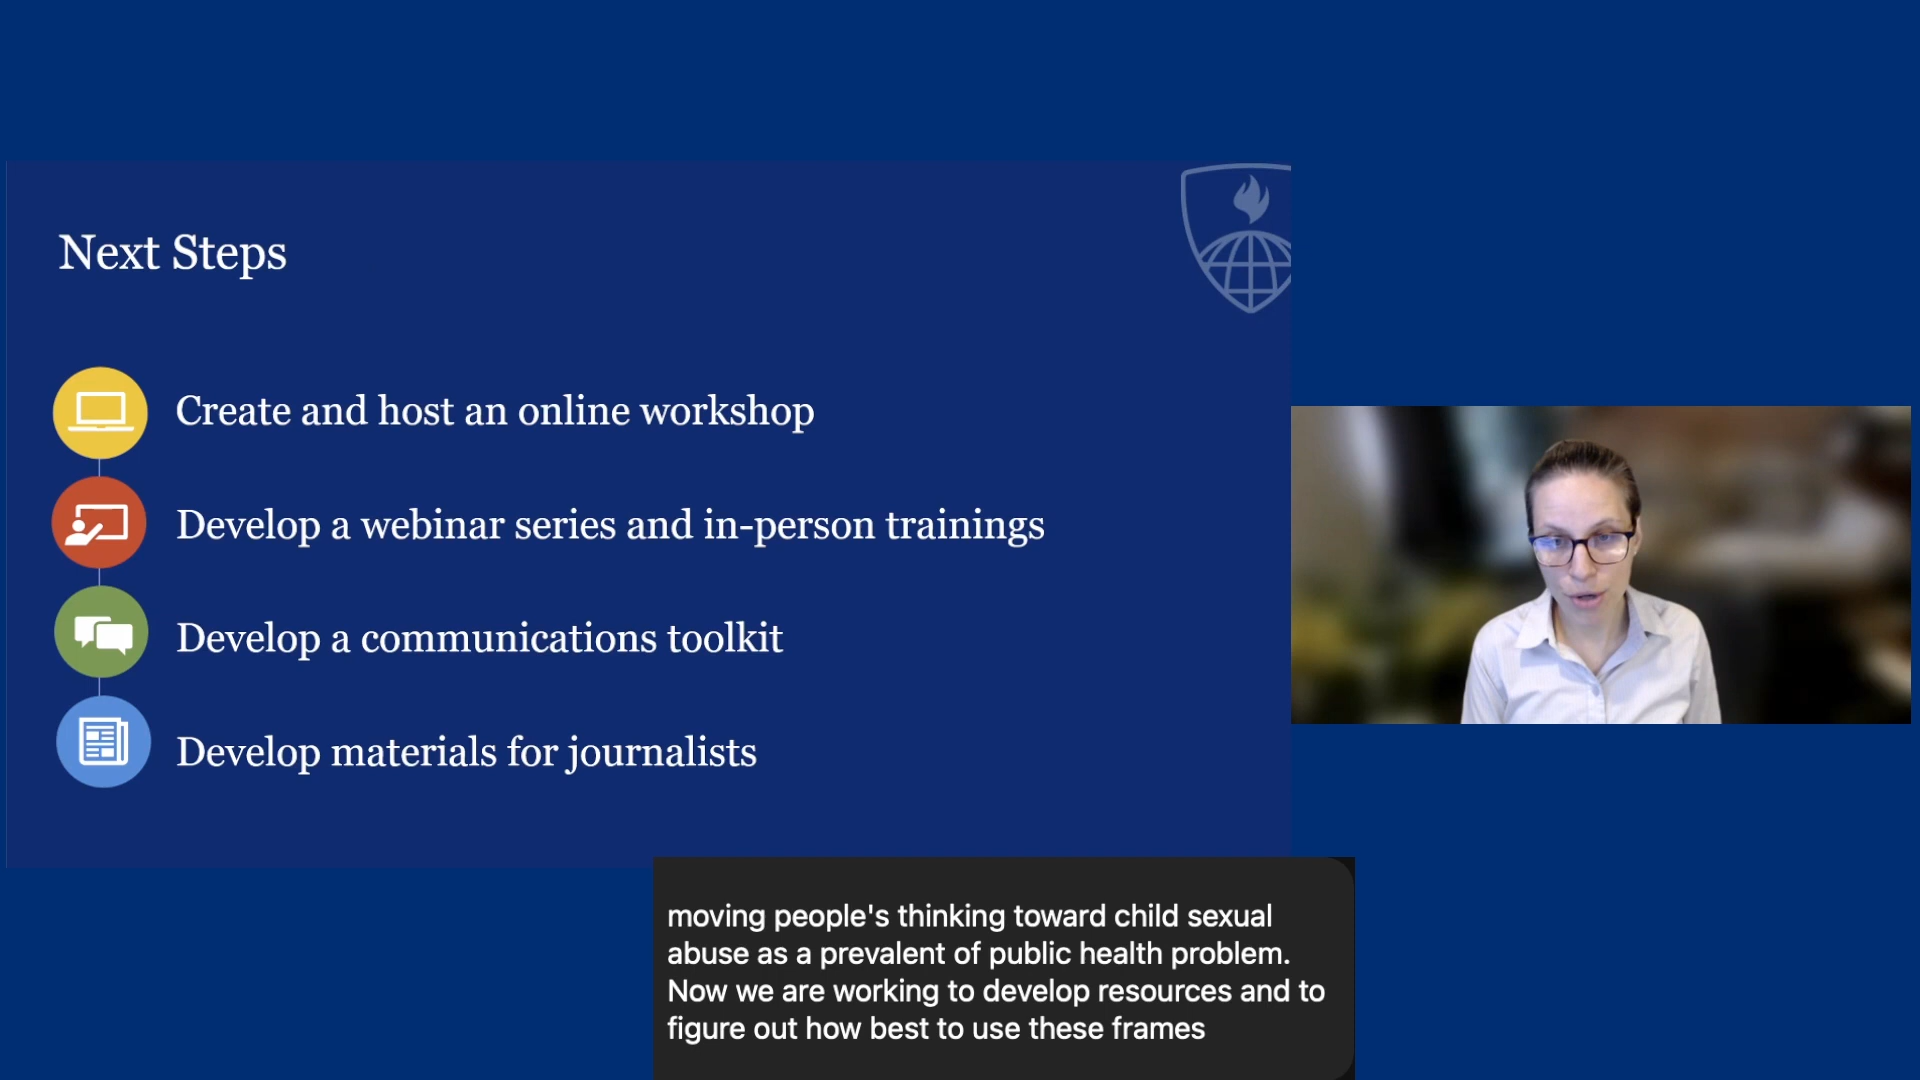 Next Steps
Create and host an online workshop
Develop a webinar series and in-person trainings
Develop a communications toolkit
Develop materials for journalists
moving people's thinking toward child sexual
abuse as a prevalent of public health problem.
Now we are working to develop resources and to
figure out how best to use these frames